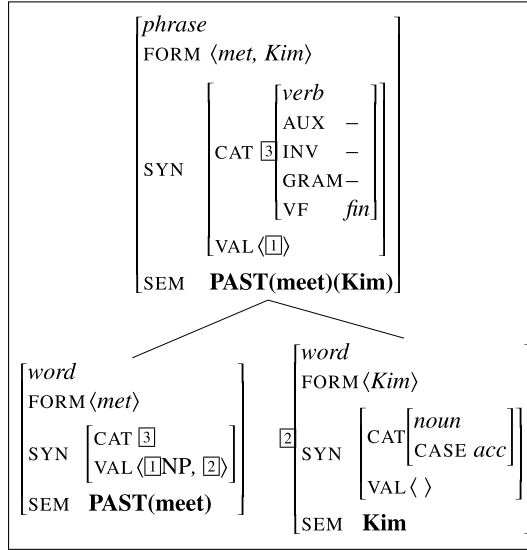 phrase
FORM ⟨met, Kim⟩
verb
AUX –
CAT [3] INV –
SYN
GRAM –
VF fin
VAL ⟨[1]⟩
SEM PAST(meet)(Kim)
word
FORM ⟨met⟩
CAT [3]
SYN
VAL ⟨[1]NP, [2]⟩
SEM PAST(meet)
word
FORM ⟨Kim⟩
noun
[2] SYN CAT
CASE acc
VAL ⟨ ⟩
SEM Kim